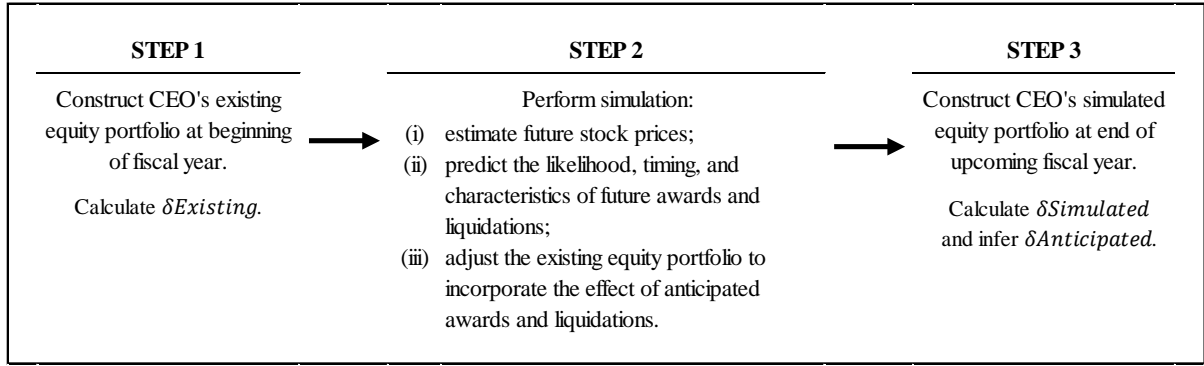 STEP 1
Construct CEO's existing
equity portfolio at beginning
of fiscal year.
Calculate δExisting.
STEP 2
Perform simulation:
(i) estimate future stock prices;
(ii) predict the likelihood, timing, and
characteristics of future awards and
liquidations;
(iii) adjust the existing equity portfolio to
incorporate the effect of anticipated
awards and liquidations.
STEP 3
Construct CEO's simulated
equity portfolio at end of
upcoming fiscal year.
Calculate δSimulated
and infer δAnticipated.